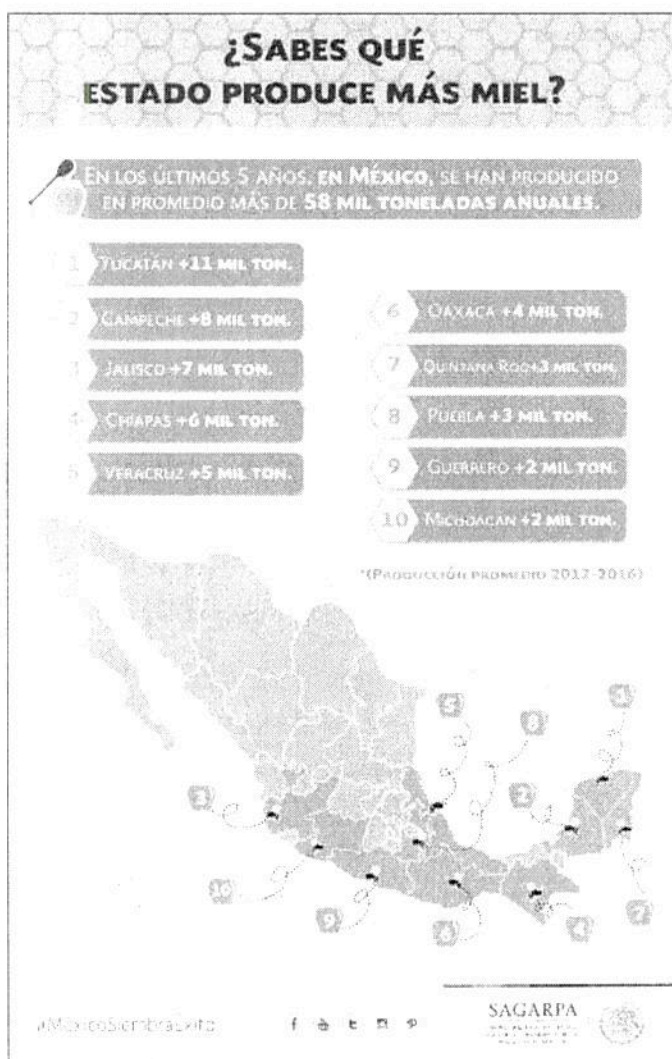 ¿SABES QUÉ
ESTADO PRODUCE MÁS MIEL?
EN LOS ÚLTIMOS 5 AÑOS, EN MÉXICO, SE HAN PRODUCIDO
EN PROMEDIO MÁS DE 58 MIL TONELADAS ANUALES.
1 YUCATÁN +11 MIL TON.
2 CAMPECHE +8 MIL TON.
3 JALISCO +7 MIL TON.
4 CHIAPAS +6 MIL TON.
5 VERACRUZ +5 MIL TON.
6 OAXACA +4 MIL TON.
7 QUINTANA ROO +3 MIL TON.
8 PUEBLA +3 MIL TON.
9 GUERRERO +2 MIL TON.
10 MICHOACÁN +2 MIL TON.
*(PRODUCCIÓN PROMEDIO 2012-2016)
5
8
1
3
2
10
9
6
4
7
#MéxicoSiembraÉxito
SAGARPA